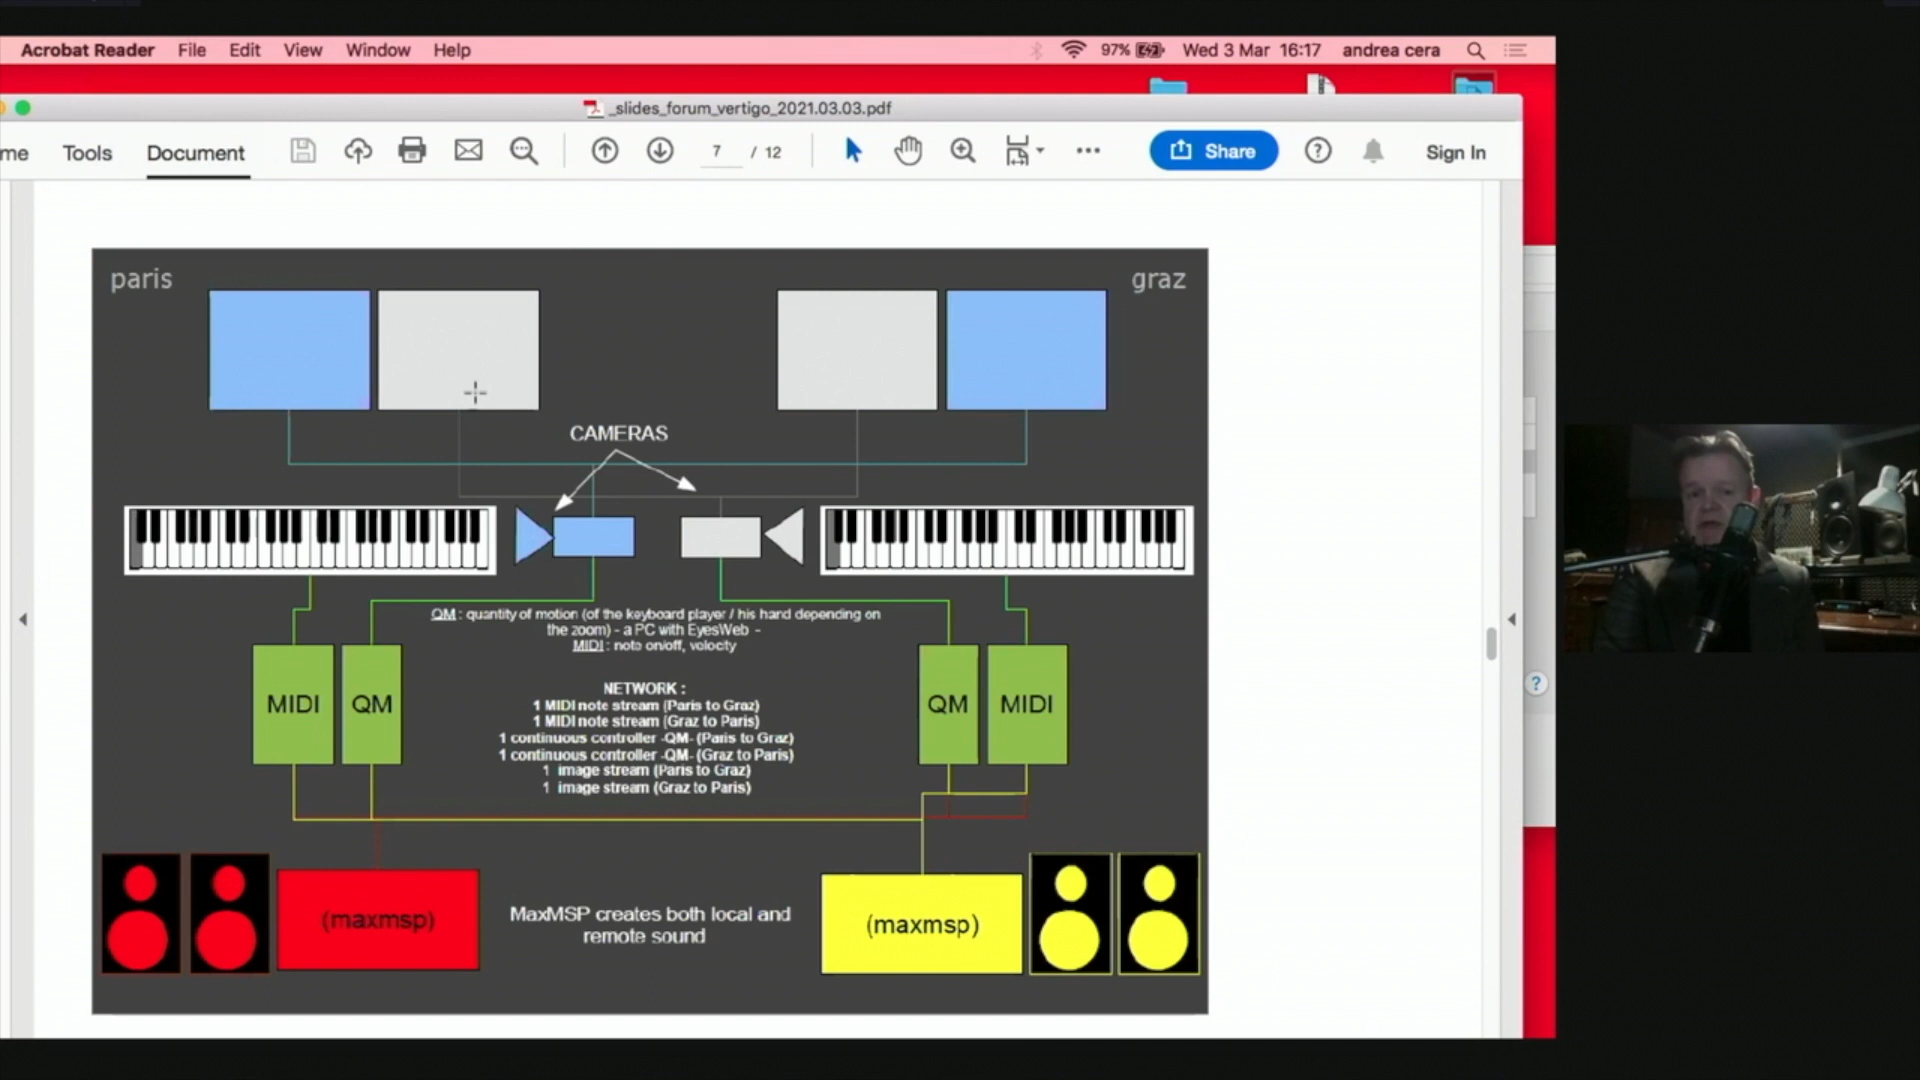 Acrobat Reader File Edit View Window Help 97% Wed 3 Mar 16:17 andrea cera
_slides_forum_vertigo_2021.03.03.pdf
me Tools Document 7 / 12 Share Sign In
paris
graz
CAMERAS
QM : quantity of motion (of the keyboard player / his hand depending on
the zoom) - a PC with EyesWeb -
MIDI : note on/off, velocity
MIDI
QM
QM
MIDI
NETWORK :
1 MIDI note stream (Paris to Graz)
1 MIDI note stream (Graz to Paris)
1 continuous controller -QM- (Paris to Graz)
1 continuous controller -QM- (Graz to Paris)
1 image stream (Paris to Graz)
1 image stream (Graz to Paris)
(maxmsp)
MaxMSP creates both local and
remote sound
(maxmsp)